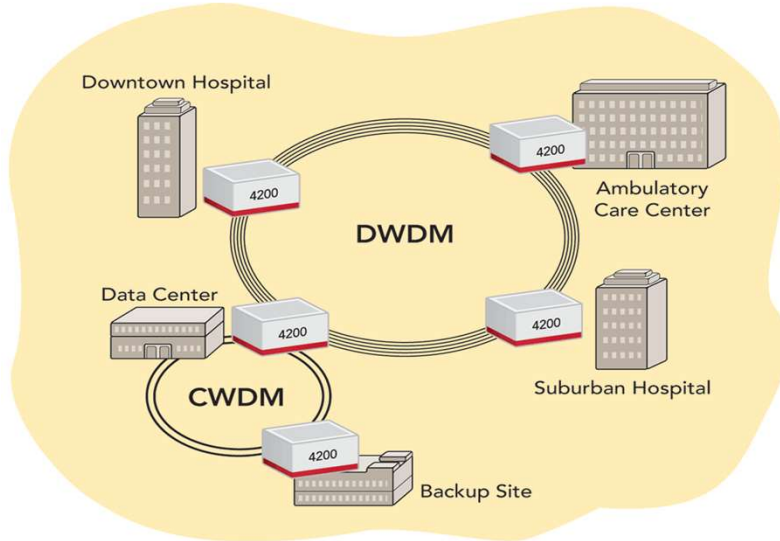 Downtown Hospital
4200
4200
Ambulatory
Care Center
DWDM
Data Center
4200
4200
Suburban Hospital
CWDM
4200
Backup Site